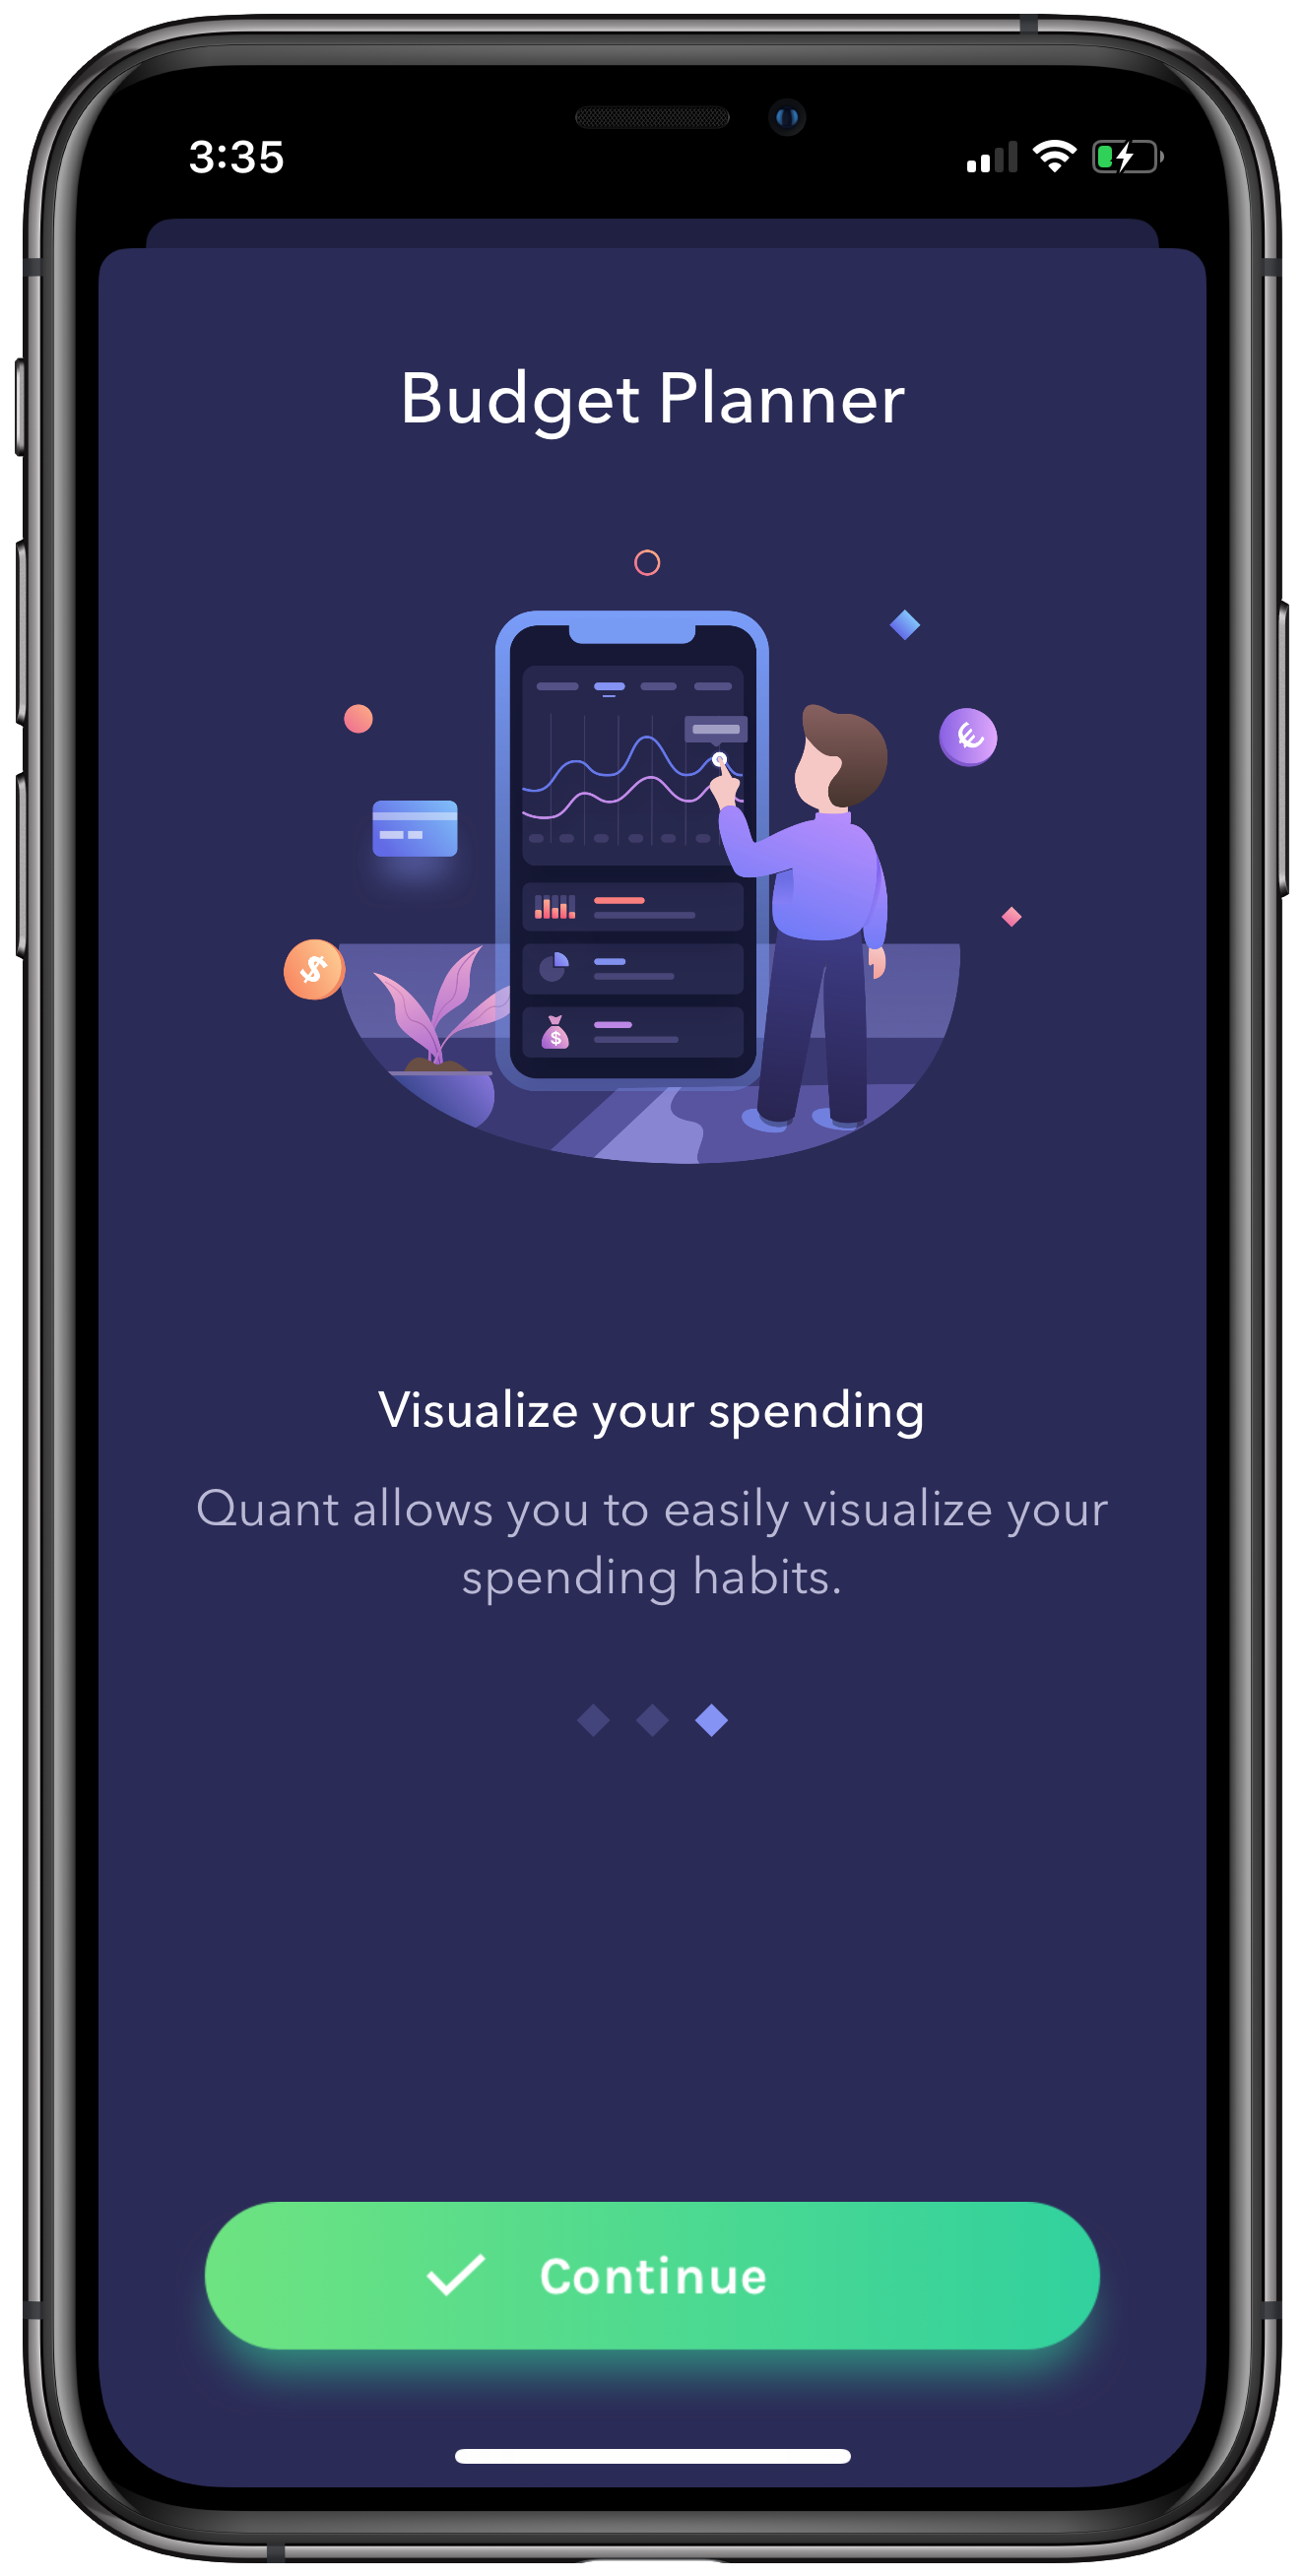 3:35
Budget Planner
€
$
$
Visualize your spending
Quant allows you to easily visualize your
spending habits.
Continue